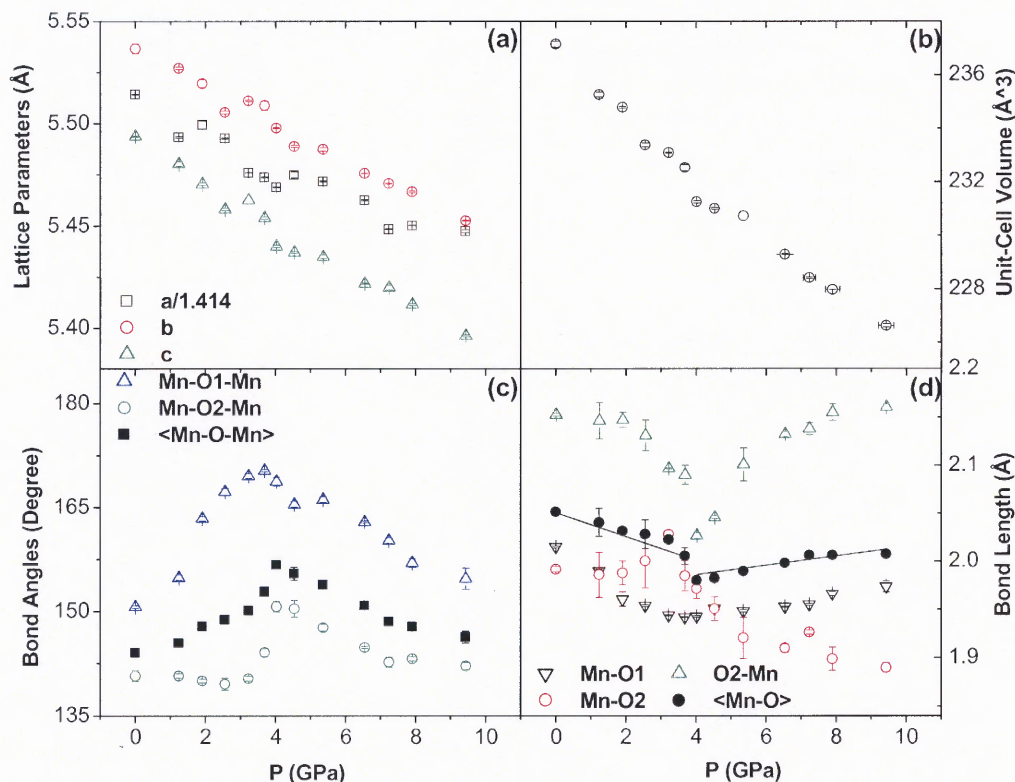 5.55
5.50
5.45
5.40
Lattice Parameters (Å)
(a)
a/1.414
b
c
(b)
236
234
231
228
2.2
Unit-Cell Volume (Å^3)
Mn-O1-Mn
Mn-O2-Mn
<Mn-O-Mn>
(c)
180
165
150
135
Bond Angles (Degree)
0 2 4 6 8 10
P (GPa)
(d)
2.1
2.0
1.9
Bond Length (Å)
Mn-O1
O2-Mn
Mn-O2
<Mn-O>
0 2 4 6 8 10
P (GPa)